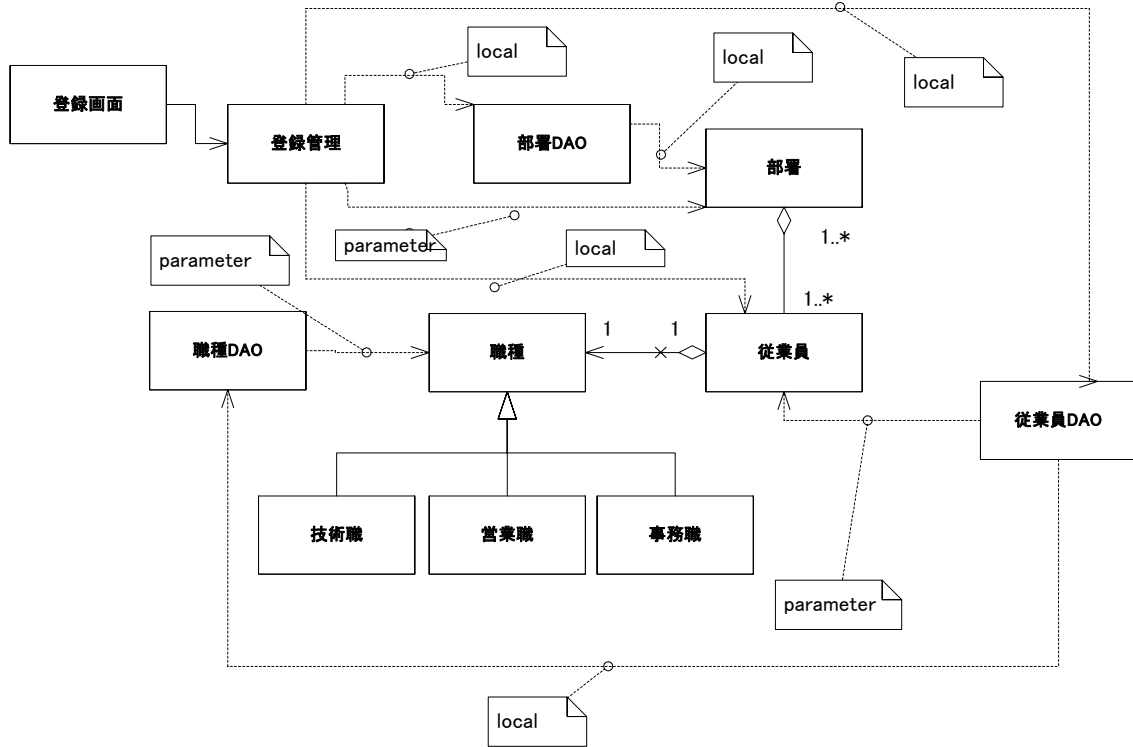 local
local
local
登録画面
登録管理
部署DAO
部署
parameter
1..*
parameter
local
1..*
職種DAO
職種
1
1
従業員
従業員DAO
技術職
営業職
事務職
parameter
local